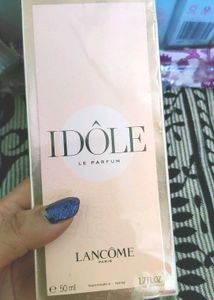 IDÔLE
LE PARFUM
LANCÔME
PARIS
℮ 50 ml 1.7 FL.OZ.